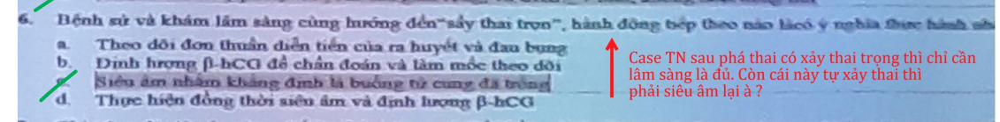 6. Bệnh sử và khám lâm sàng cùng hướng đến "sẩy thai trọn", hành động tiếp theo nào là có ý nghĩa thực hành
a. Theo dõi đơn thuần diễn tiến của ra huyết và đau bụng
b. Định lượng β-hCG để chẩn đoán và làm mốc theo dõi
Siêu âm nhằm khẳng định là buồng tử cung đã trống
d. Thực hiện đồng thời siêu âm và định lượng β-hCG
Case TN sau phá thai có xảy thai trọng thì chỉ cần
lâm sàng là đủ. Còn cái này tự xảy thai thì
phải siêu âm lại à ?